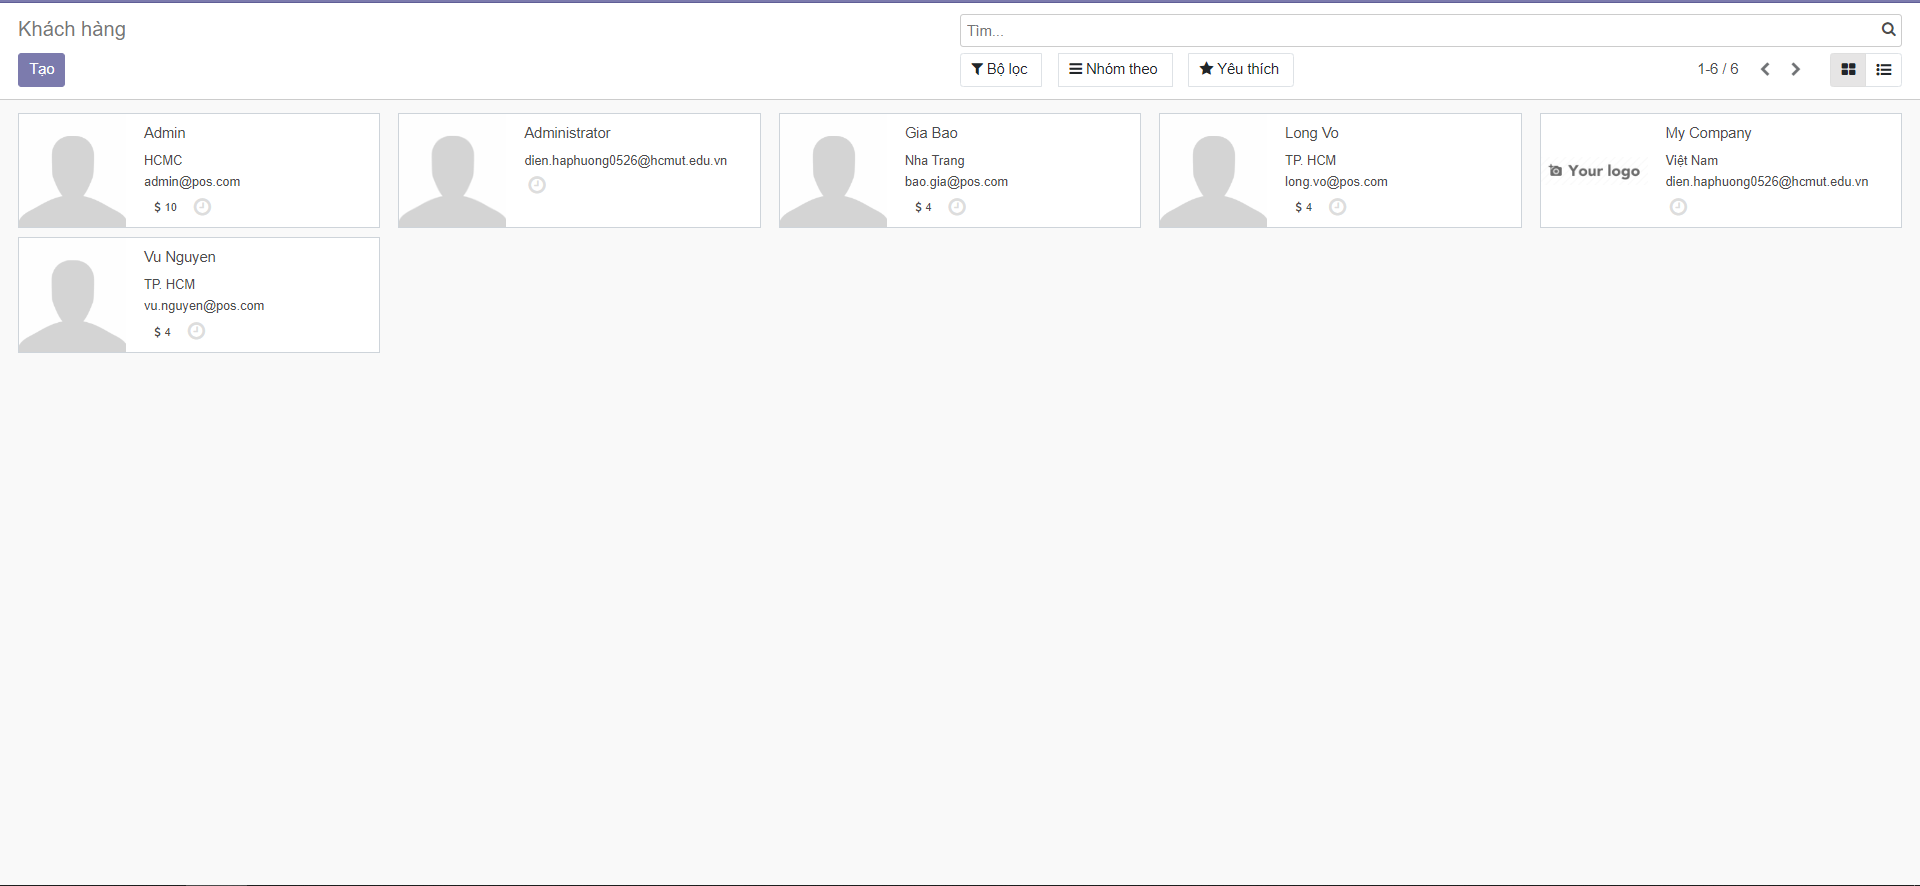 Khách hàng
Tìm...
Tạo
Bộ lọc
Nhóm theo
Yêu thích
1-6 / 6
Admin
HCMC
admin@pos.com
$ 10
Administrator
dien.haphuong0526@hcmut.edu.vn
Gia Bao
Nha Trang
bao.gia@pos.com
$ 4
Long Vo
TP. HCM
long.vo@pos.com
$ 4
Your logo
My Company
Việt Nam
dien.haphuong0526@hcmut.edu.vn
Vu Nguyen
TP. HCM
vu.nguyen@pos.com
$ 4